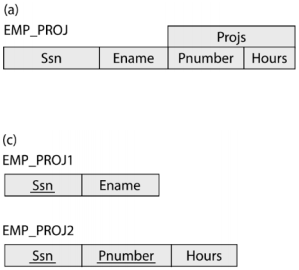 (a)
EMP_PROJ
Projs
Ssn Ename Pnumber Hours
(c)
EMP_PROJ1
Ssn Ename
EMP_PROJ2
Ssn Pnumber Hours